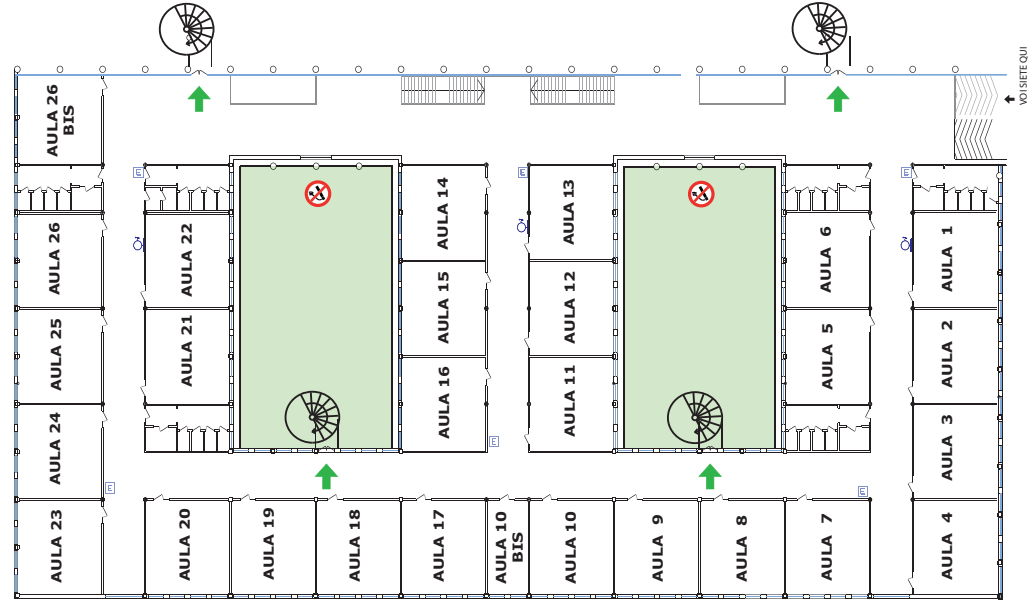 VOI SIETE QUI
AULA 26
BIS
E
E
E
AULA 14
AULA 13
AULA 26
AULA 22
AULA 6
AULA 1
AULA 15
AULA 12
AULA 25
AULA 21
AULA 5
AULA 2
AULA 16
AULA 11
AULA 24
AULA 3
E
E
E
AULA 23
AULA 20
AULA 19
AULA 18
AULA 17
AULA 10
BIS
AULA 10
AULA 9
AULA 8
AULA 7
AULA 4